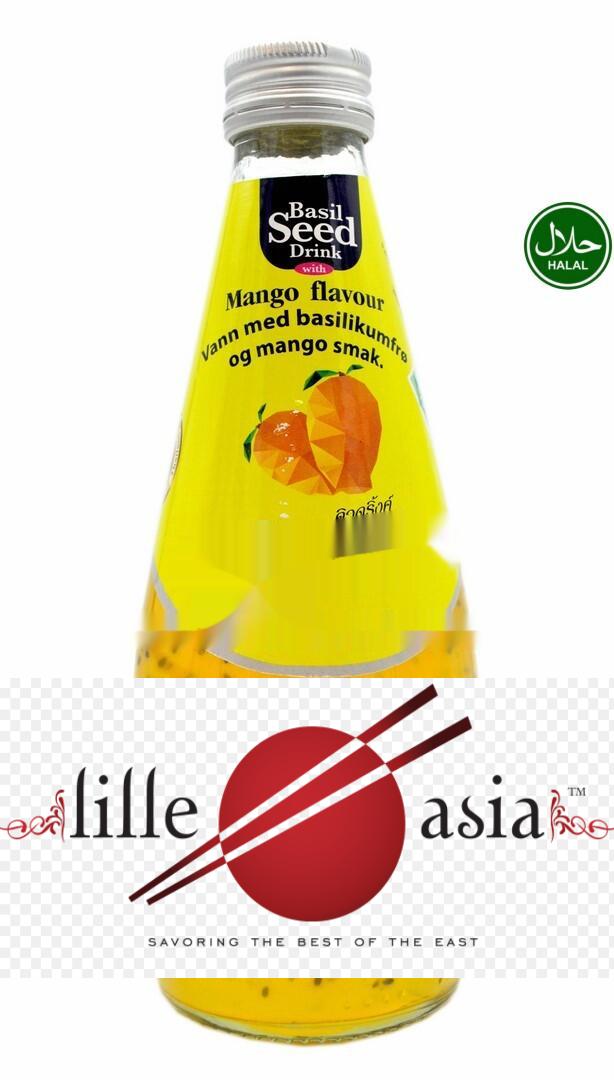 Basil
Seed
Drink
with
Mango flavour
Vann med basilikumfrø
og mango smak.
حلال
HALAL
lille asia ™
SAVORING THE BEST OF THE EAST